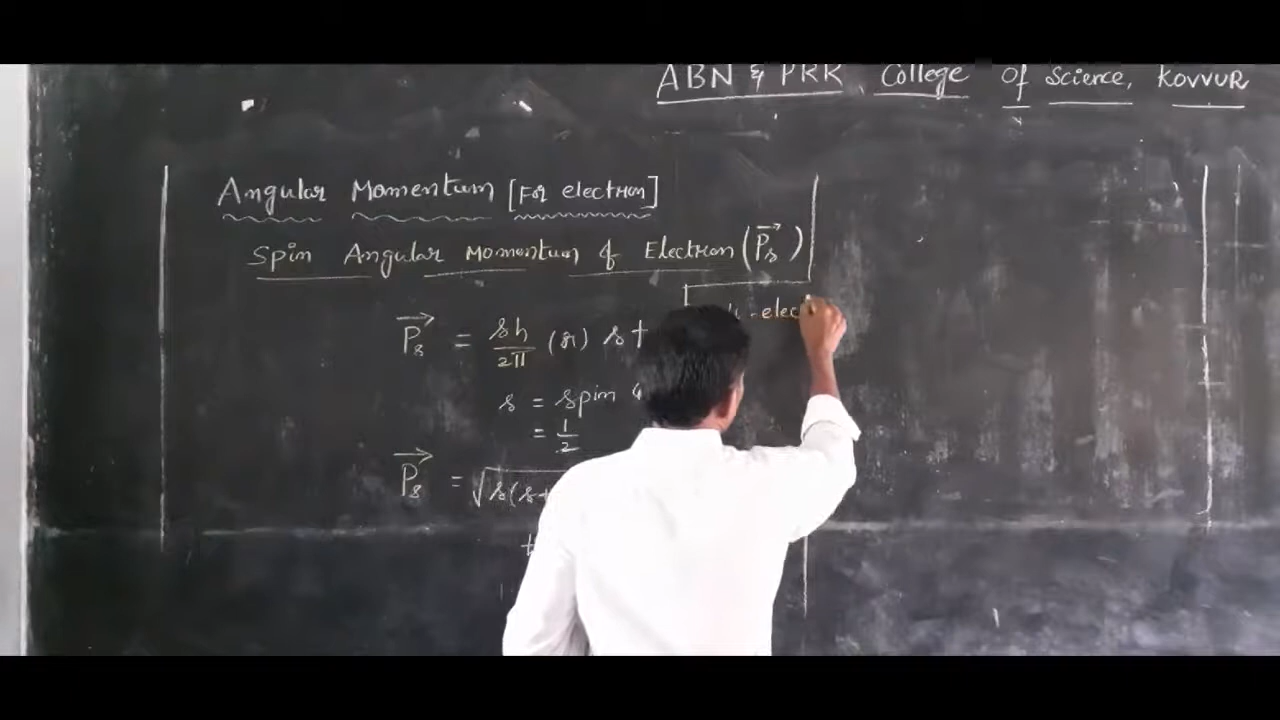 ABN & PRK College Of Science, KOVVUR
Angular Momentum [For electron]
Spin Angular Momentum of Electron (P⃗s)
P⃗s = sh/2π (or) s ħ
s = spin
= 1/2
P⃗s = √s(s+
-elec